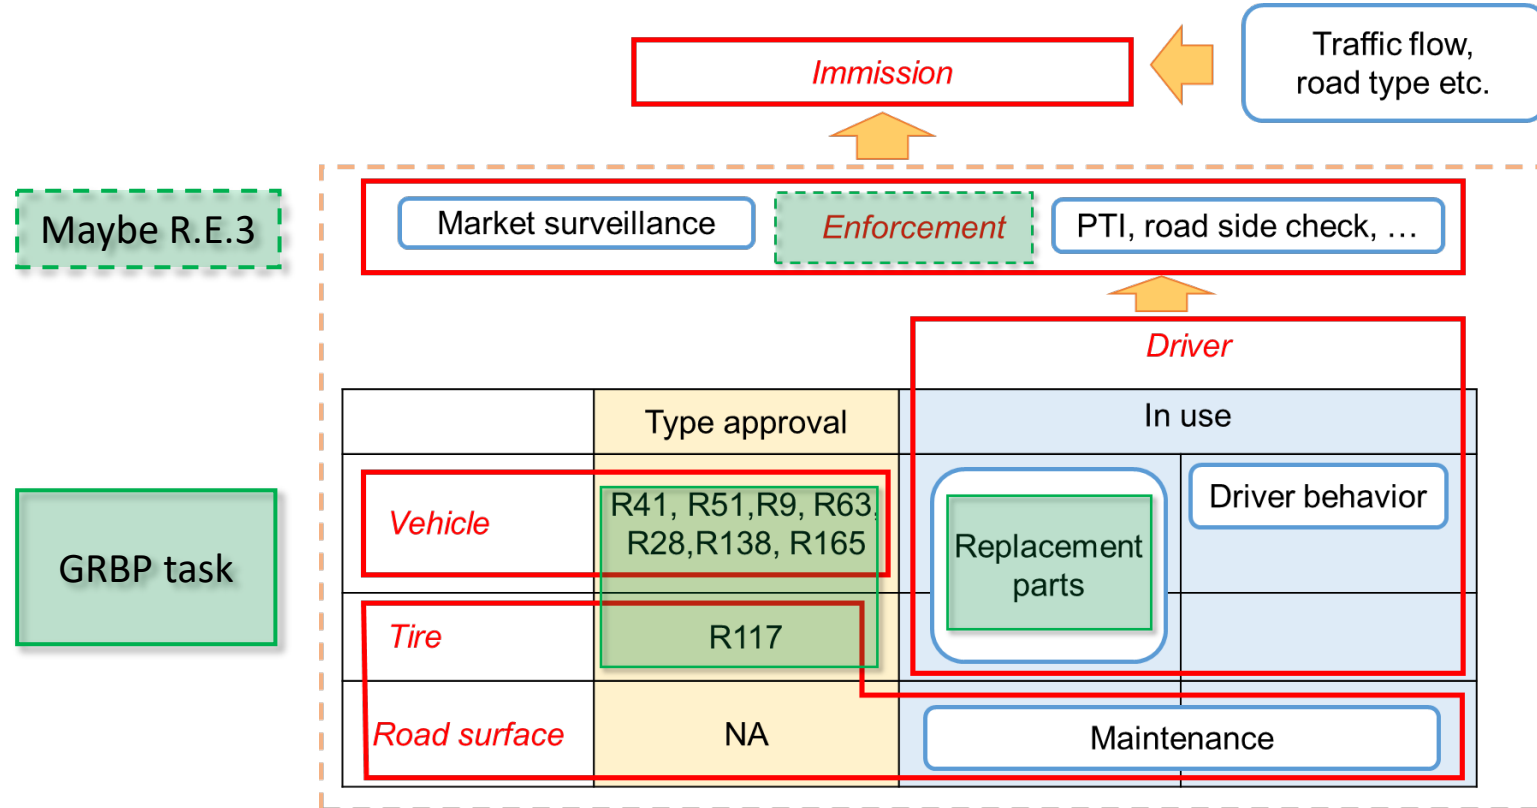 Immission
Traffic flow,
road type etc.
Maybe R.E.3
Market surveillance
Enforcement
PTI, road side check, …
Driver
Type approval
In use
GRBP task
Vehicle
R41, R51,R9, R63,
R28,R138, R165
Replacement
parts
Driver behavior
Tire
R117
Road surface
NA
Maintenance